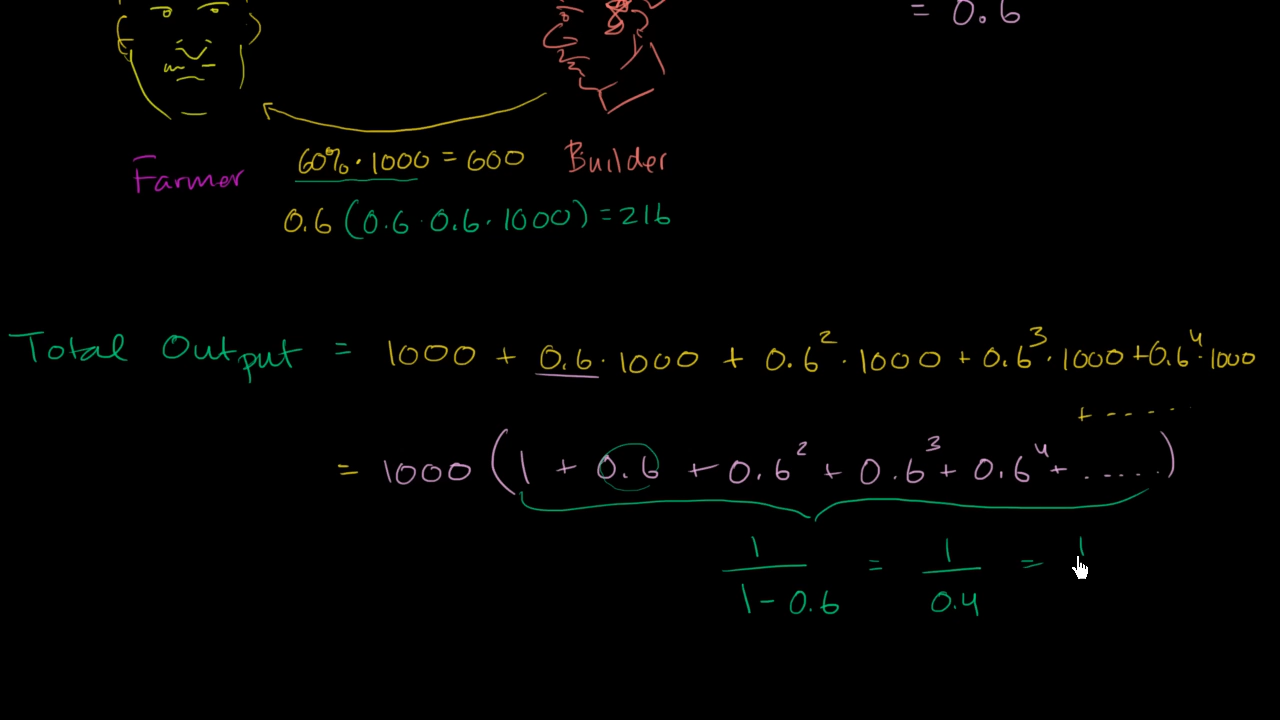 = 0.6
60% · 1000 = 600
Farmer
Builder
0.6 (0.6 · 0.6 · 1000) = 216
Total Output = 1000 + 0.6 · 1000 + 0.6² · 1000 + 0.6³ · 1000 + 0.6⁴ · 1000
+ - - - - -
= 1000 (1 + 0.6 + 0.6² + 0.6³ + 0.6⁴ + .....)
1/(1 - 0.6) = 1/0.4 = 1